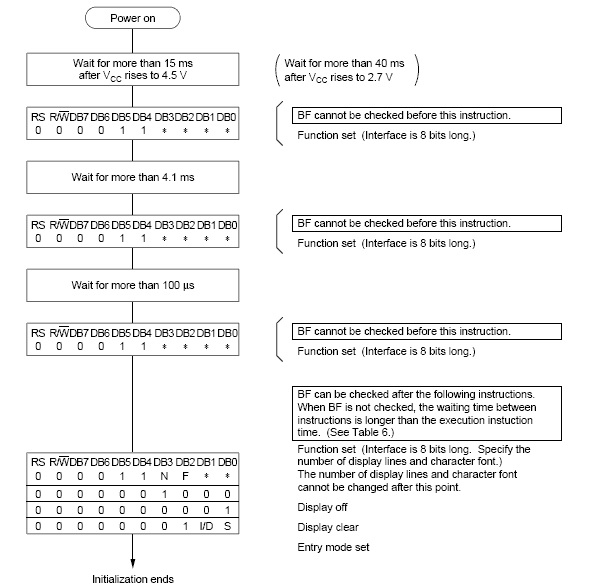 Power on
Wait for more than 15 ms
after VCC rises to 4.5 V
Wait for more than 40 ms
after VCC rises to 2.7 V
RS R/W DB7 DB6 DB5 DB4 DB3 DB2 DB1 DB0
0 0 0 0 1 1 * * * *
BF cannot be checked before this instruction.
Function set (Interface is 8 bits long.)
Wait for more than 4.1 ms
RS R/W DB7 DB6 DB5 DB4 DB3 DB2 DB1 DB0
0 0 0 0 1 1 * * * *
BF cannot be checked before this instruction.
Function set (Interface is 8 bits long.)
Wait for more than 100 µs
RS R/W DB7 DB6 DB5 DB4 DB3 DB2 DB1 DB0
0 0 0 0 1 1 * * * *
BF cannot be checked before this instruction.
Function set (Interface is 8 bits long.)
BF can be checked after the following instructions.
When BF is not checked, the waiting time between
instructions is longer than the execution instuction
time. (See Table 6.)
RS R/W DB7 DB6 DB5 DB4 DB3 DB2 DB1 DB0
0 0 0 0 1 1 N F * *
0 0 0 0 0 0 1 0 0 0
0 0 0 0 0 0 0 0 0 1
0 0 0 0 0 0 0 1 I/D S
Function set (Interface is 8 bits long. Specify the
number of display lines and character font.)
The number of display lines and character font
cannot be changed after this point.
Display off
Display clear
Entry mode set
Initialization ends